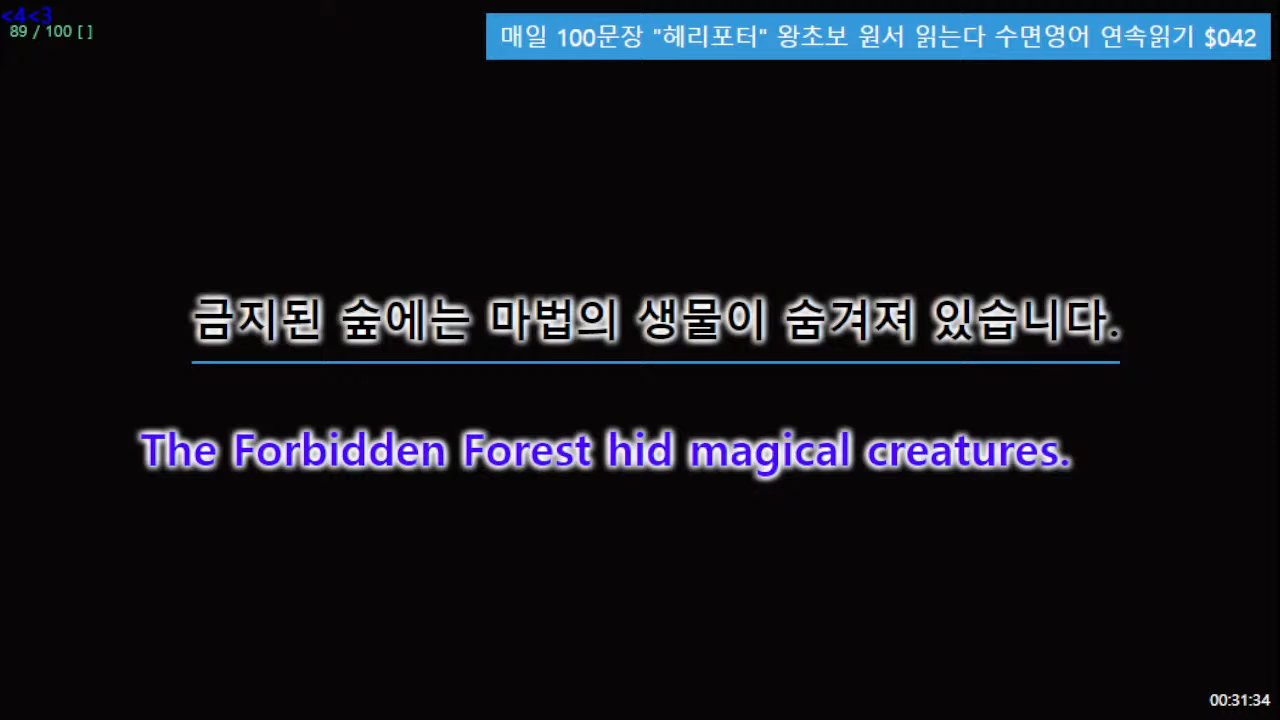 <4<3
89 / 100 [ ]
매일 100문장 "헤리포터" 왕초보 원서 읽는다 수면영어 연속읽기 $042
금지된 숲에는 마법의 생물이 숨겨져 있습니다.
The Forbidden Forest hid magical creatures.
00:31:34